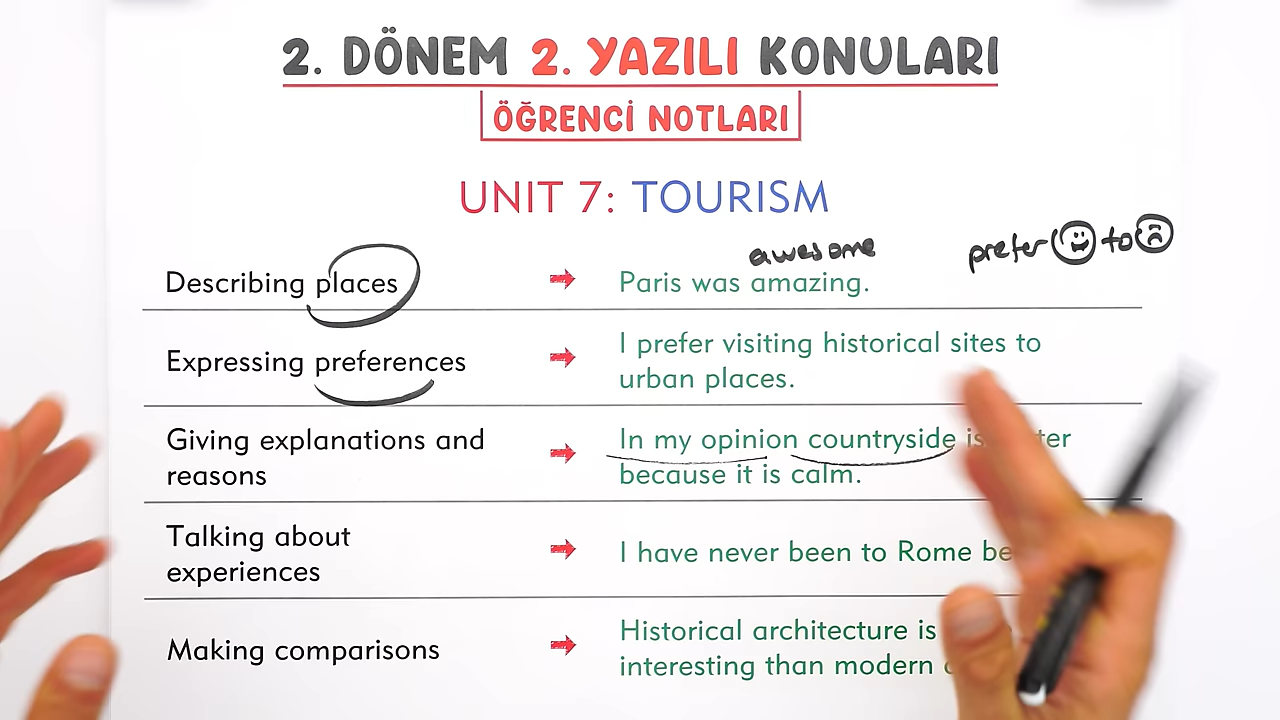 2. DÖNEM 2. YAZILI KONULARI
ÖĞRENCİ NOTLARI
UNIT 7: TOURISM
awesome
prefer to
Describing places
Paris was amazing.
Expressing preferences
I prefer visiting historical sites to
urban places.
Giving explanations and
reasons
In my opinion countryside
because it is calm.
Talking about
experiences
I have never been to Rome
Making comparisons
Historical architecture is
interesting than modern